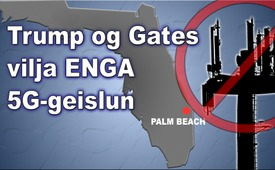 Trump og Gates
vilja ENGA
5G-geislun
PALM BEACH